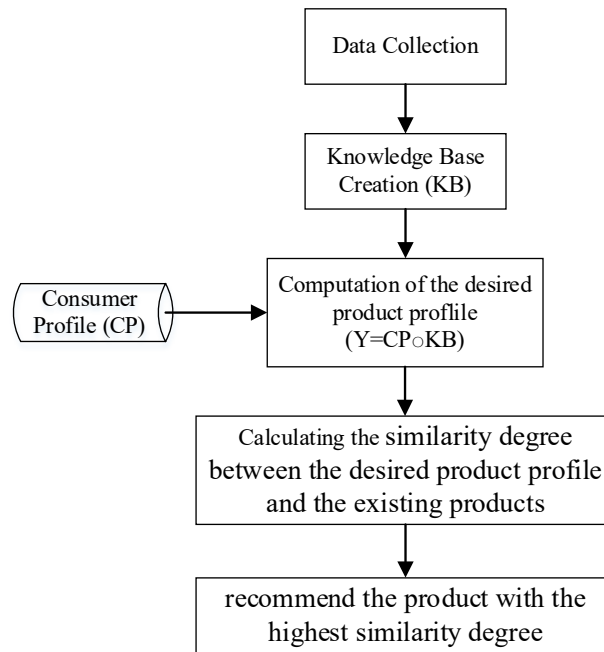 Data Collection
Knowledge Base
Creation (KB)
Consumer
Profile (CP)
Computation of the desired
product proflile
(Y=CP○KB)
Calculating the similarity degree
between the desired product profile
and the existing products
recommend the product with the
highest similarity degree